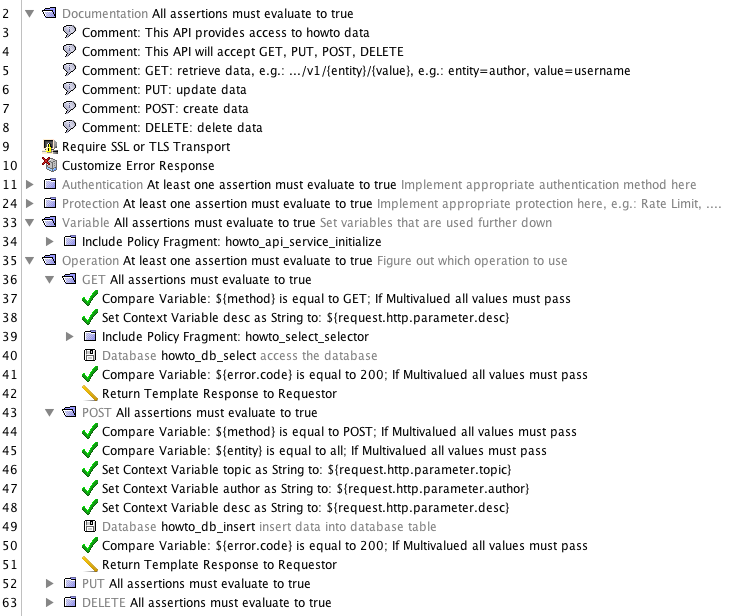 2 Documentation All assertions must evaluate to true
3 Comment: This API provides access to howto data
4 Comment: This API will accept GET, PUT, POST, DELETE
5 Comment: GET: retrieve data, e.g.: .../v1/{entity}/{value}, e.g.: entity=author, value=username
6 Comment: PUT: update data
7 Comment: POST: create data
8 Comment: DELETE: delete data
9 Require SSL or TLS Transport
10 Customize Error Response
11 Authentication At least one assertion must evaluate to true Implement appropriate authentication method here
24 Protection At least one assertion must evaluate to true Implement appropriate protection here, e.g.: Rate Limit, ....
33 Variable All assertions must evaluate to true Set variables that are used further down
34 Include Policy Fragment: howto_api_service_initialize
35 Operation At least one assertion must evaluate to true Figure out which operation to use
36 GET All assertions must evaluate to true
37 Compare Variable: ${method} is equal to GET; If Multivalued all values must pass
38 Set Context Variable desc as String to: ${request.http.parameter.desc}
39 Include Policy Fragment: howto_select_selector
40 Database howto_db_select access the database
41 Compare Variable: ${error.code} is equal to 200; If Multivalued all values must pass
42 Return Template Response to Requestor
43 POST All assertions must evaluate to true
44 Compare Variable: ${method} is equal to POST; If Multivalued all values must pass
45 Compare Variable: ${entity} is equal to all; If Multivalued all values must pass
46 Set Context Variable topic as String to: ${request.http.parameter.topic}
47 Set Context Variable author as String to: ${request.http.parameter.author}
48 Set Context Variable desc as String to: ${request.http.parameter.desc}
49 Database howto_db_insert insert data into database table
50 Compare Variable: ${error.code} is equal to 200; If Multivalued all values must pass
51 Return Template Response to Requestor
52 PUT All assertions must evaluate to true
63 DELETE All assertions must evaluate to true